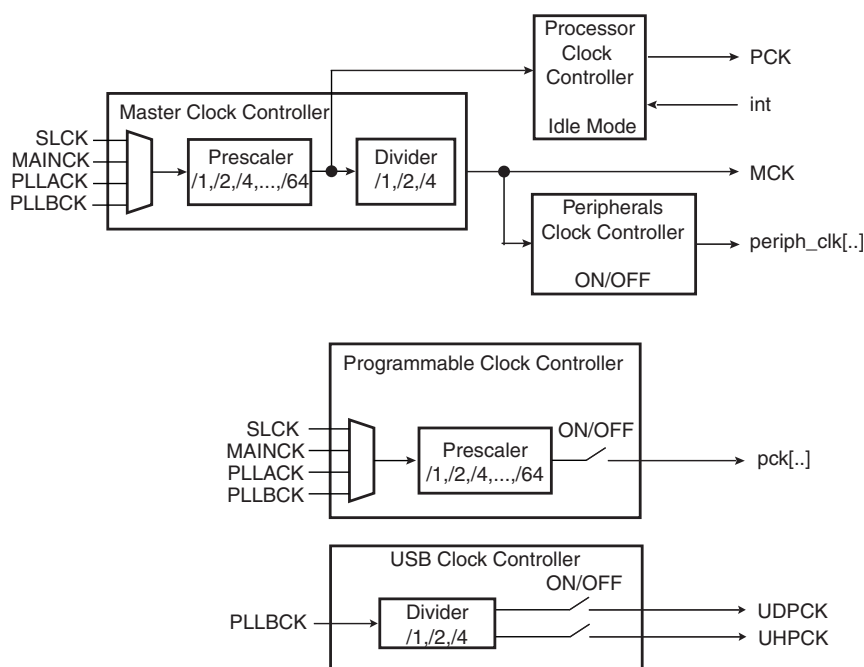 Processor
Clock
Controller
Idle Mode
PCK
int
Master Clock Controller
SLCK
MAINCK
PLLACK
PLLBCK
Prescaler
/1,/2,/4,...,/64
Divider
/1,/2,/4
MCK
Peripherals
Clock Controller
ON/OFF
periph_clk[..]
Programmable Clock Controller
SLCK
MAINCK
PLLACK
PLLBCK
Prescaler
/1,/2,/4,...,/64
ON/OFF
pck[..]
USB Clock Controller
ON/OFF
PLLBCK
Divider
/1,/2,/4
UDPCK
UHPCK